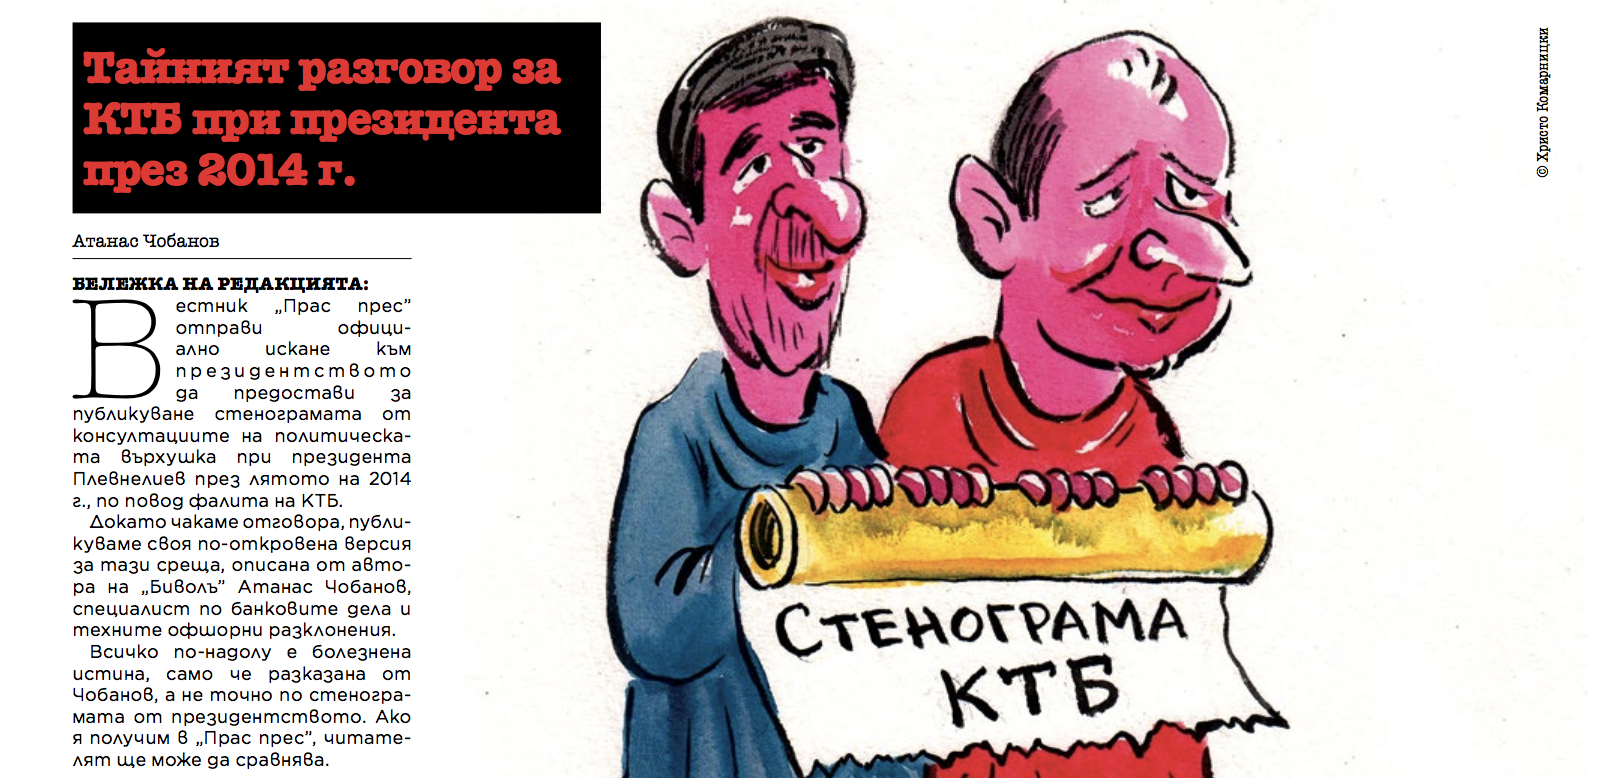 Тайният разговор за
КТБ при президента
през 2014 г.
Атанас Чобанов
БЕЛЕЖКА НА РЕДАКЦИЯТА:
Вестник „Прас прес”
отправи офици-
ално искане към
президентството
да предостави за
публикуване стенограмата от
консултациите на политическа-
та върхушка при президента
Плевнелиев през лятото на 2014
г., по повод фалита на КТБ.
Докато чакаме отговора, публи-
куваме своя по-откровена версия
за тази среща, описана от авто-
ра на „Биволъ” Атанас Чобанов,
специалист по банковите дела и
техните офшорни разклонения.
Всичко по-надолу е болезнена
истина, само че разказана от
Чобанов, а не точно по стеногра-
мата от президентството. Ако
я получим в „Прас прес”, читате-
лят ще може да сравнява.
СТЕНОГРАМА
КТБ
© Христо Комарницки